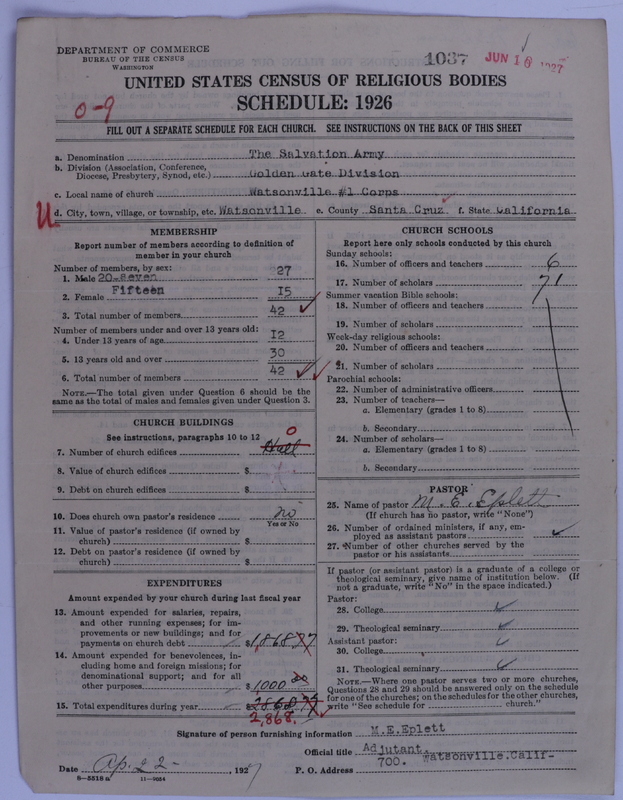 DEPARTMENT OF COMMERCE
BUREAU OF THE CENSUS
WASHINGTON
1037
JUN 16 1927
UNITED STATES CENSUS OF RELIGIOUS BODIES
SCHEDULE: 1926
0-9
FILL OUT A SEPARATE SCHEDULE FOR EACH CHURCH. SEE INSTRUCTIONS ON THE BACK OF THIS SHEET
a. Denomination The Salvation Army
b. Division (Association, Conference, Diocese, Presbytery, Synod, etc.) Golden Gate Division
c. Local name of church Watsonville #1 Corps
d. City, town, village, or township, etc. Watsonville e. County Santa Cruz f. State California
MEMBERSHIP
Report number of members according to definition of member in your church
Number of members, by sex:
1. Male 20-seven 27
2. Female Fifteen 15
3. Total number of members 42
Number of members under and over 13 years old:
4. Under 13 years of age 12
5. 13 years old and over 30
6. Total number of members 42
NOTE.—The total given under Question 6 should be the same as the total of males and females given under Question 3.
CHURCH BUILDINGS
See instructions, paragraphs 10 to 12
7. Number of church edifices Hall 0
8. Value of church edifices $
9. Debt on church edifices $
10. Does church own pastor's residence no
Yes or No
11. Value of pastor's residence (if owned by church) $
12. Debt on pastor's residence (if owned by church) $
EXPENDITURES
Amount expended by your church during last fiscal year
13. Amount expended for salaries, repairs, and other running expenses; for improvements or new buildings; and for payments on church debt $1,868.77
14. Amount expended for benevolences, including home and foreign missions; for denominational support; and for all other purposes $1000.00
15. Total expenditures during year $2868.77
2,868.
CHURCH SCHOOLS
Report here only schools conducted by this church
Sunday schools:
16. Number of officers and teachers 6
17. Number of scholars 71
Summer vacation Bible schools:
18. Number of officers and teachers
19. Number of scholars
Week-day religious schools:
20. Number of officers and teachers
21. Number of scholars
Parochial schools:
22. Number of administrative officers
23. Number of teachers—
a. Elementary (grades 1 to 8)
b. Secondary
24. Number of scholars—
a. Elementary (grades 1 to 8)
b. Secondary
PASTOR
25. Name of pastor M. E. Eplett
(If church has no pastor, write "None")
26. Number of ordained ministers, if any, employed as assistant pastors
27. Number of other churches served by the pastor or his assistants
If pastor (or assistant pastor) is a graduate of a college or theological seminary, give name of institution below. (If not a graduate, write "No" in the space indicated.)
Pastor:
28. College
29. Theological seminary
Assistant pastor:
30. College
31. Theological seminary
NOTE.—Where one pastor serves two or more churches, Questions 28 and 29 should be answered only on the schedule for one of the churches; on the schedules for the other churches, write "See schedule for church."
Signature of person furnishing information M.E.Eplett
Official title Adjutant.
Date Ap. 22- 1927 P. O. Address 700. Watsonville.Calif-
8-5518 a 11-9054